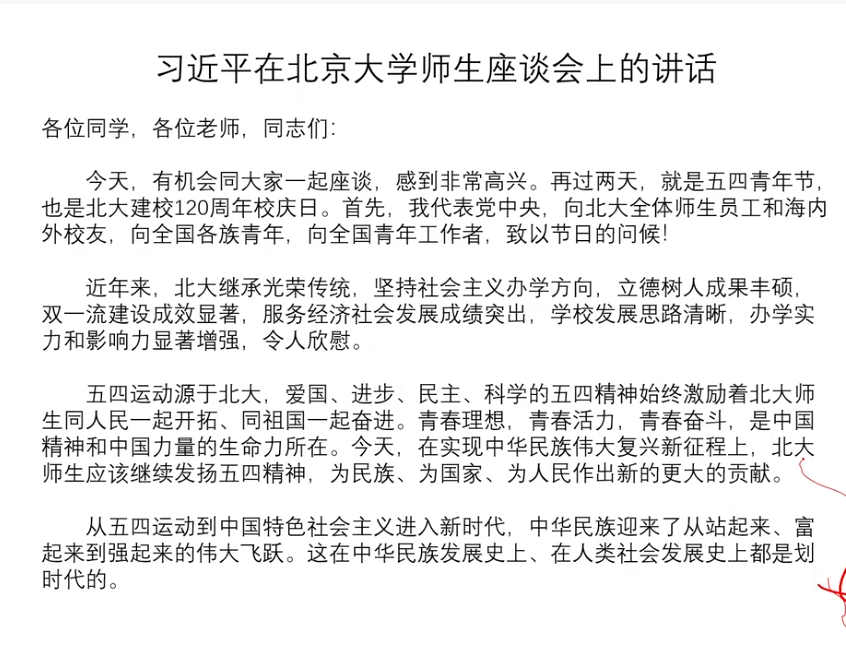 习近平在北京大学师生座谈会上的讲话
各位同学，各位老师，同志们：
今天，有机会同大家一起座谈，感到非常高兴。再过两天，就是五四青年节，
也是北大建校120周年校庆日。首先，我代表党中央，向北大全体师生员工和海内
外校友，向全国各族青年，向全国青年工作者，致以节日的问候！
近年来，北大继承光荣传统，坚持社会主义办学方向，立德树人成果丰硕，
双一流建设成效显著，服务经济社会发展成绩突出，学校发展思路清晰，办学实
力和影响力显著增强，令人欣慰。
五四运动源于北大，爱国、进步、民主、科学的五四精神始终激励着北大师
生同人民一起开拓、同祖国一起奋进。青春理想，青春活力，青春奋斗，是中国
精神和中国力量的生命力所在。今天，在实现中华民族伟大复兴新征程上，北大
师生应该继续发扬五四精神，为民族、为国家、为人民作出新的更大的贡献。
从五四运动到中国特色社会主义进入新时代，中华民族迎来了从站起来、富
起来到强起来的伟大飞跃。这在中华民族发展史上、在人类社会发展史上都是划
时代的。